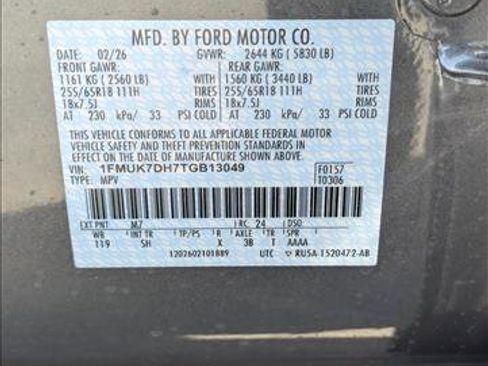 MFD. BY FORD MOTOR CO.
DATE: 02/26 GVWR: 2644 KG ( 5830 LB)
FRONT GAWR: REAR GAWR:
1161 KG ( 2560 LB) WITH 1560 KG ( 3440 LB) WITH
255/65R18 111H TIRES 255/65R18 111H TIRES
18x7.5J RIMS 18x7.5J RIMS
AT 230 kPa/ 33 PSI COLD AT 230 kPa/ 33 PSI COLD
THIS VEHICLE CONFORMS TO ALL APPLICABLE FEDERAL MOTOR
VEHICLE SAFETY AND THEFT PREVENTION STANDARDS IN
EFFECT ON THE DATE OF MANUFACTURE SHOWN ABOVE.
VIN: 1FMUK7DH7TGB13049 F0157
TYPE: MPV T0306
EXT PNT: M7 RC: 24 DSO:
WB INT TR TP/PS R AXLE TR SPR
119 SH X 3B T AAAA
1202602101889 UTC RU5A-1520472-AB